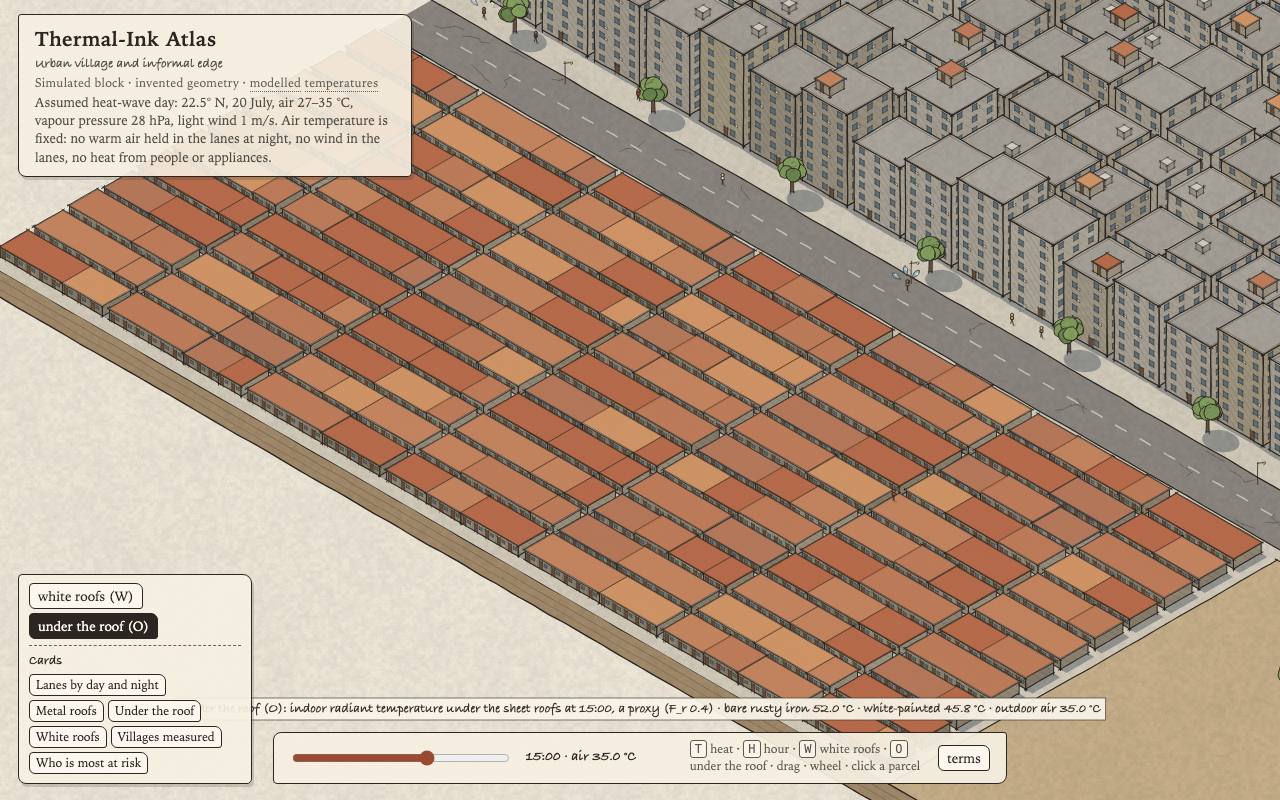 Thermal-Ink Atlas
Urban village and informal edge
Simulated block · invented geometry · modelled temperatures
Assumed heat-wave day: 22.5° N, 20 July, air 27–35 °C,
vapour pressure 28 hPa, light wind 1 m/s. Air temperature is
fixed: no warm air held in the lanes at night, no wind in the
lanes, no heat from people or appliances.
white roofs (W)
under the roof (O)
Cards
Lanes by day and night
Metal roofs
Under the roof
White roofs
Villages measured
Who is most at risk
roof (O): indoor radiant temperature under the sheet roofs at 15:00, a proxy (F_r 0.4) · bare rusty iron 52.0 °C · white-painted 45.8 °C · outdoor air 35.0 °C
15:00 · air 35.0 °C
T heat · H hour · W white roofs · O
under the roof · drag · wheel · click a parcel
terms